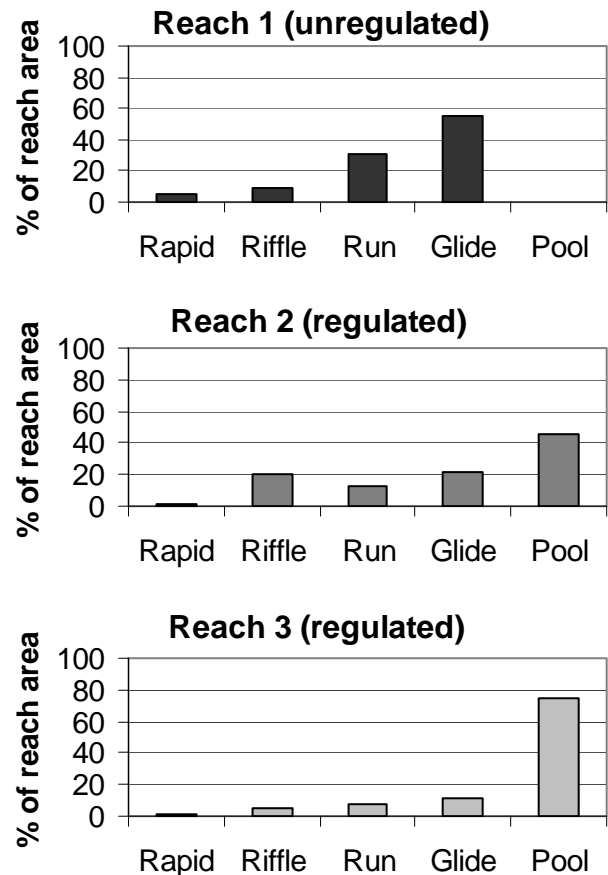 Reach 1 (unregulated)
% of reach area
100
80
60
40
20
0
Rapid Riffle Run Glide Pool
Reach 2 (regulated)
% of reach area
100
80
60
40
20
0
Rapid Riffle Run Glide Pool
Reach 3 (regulated)
% of reach area
100
80
60
40
20
0
Rapid Riffle Run Glide Pool